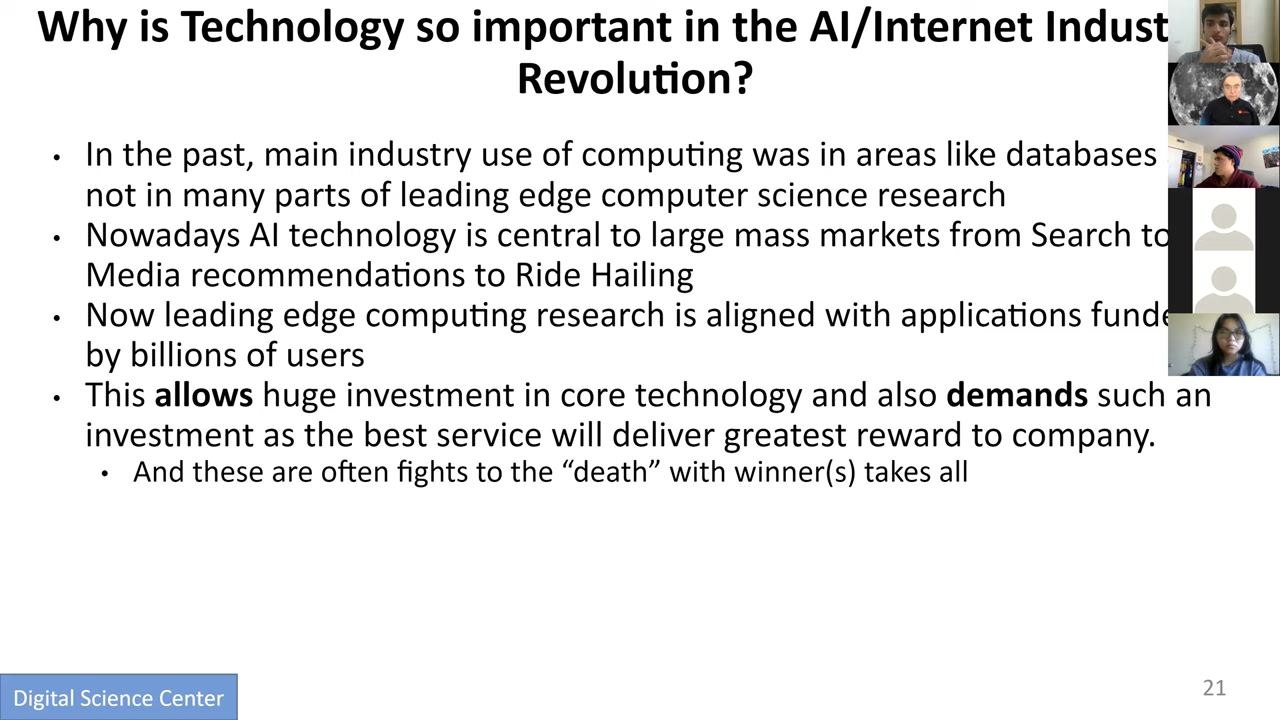 Why is Technology so important in the AI/Internet Indust
Revolution?
• In the past, main industry use of computing was in areas like databases
not in many parts of leading edge computer science research
• Nowadays AI technology is central to large mass markets from Search to
Media recommendations to Ride Hailing
• Now leading edge computing research is aligned with applications funde
by billions of users
• This allows huge investment in core technology and also demands such an
investment as the best service will deliver greatest reward to company.
• And these are often fights to the “death” with winner(s) takes all
Digital Science Center
21